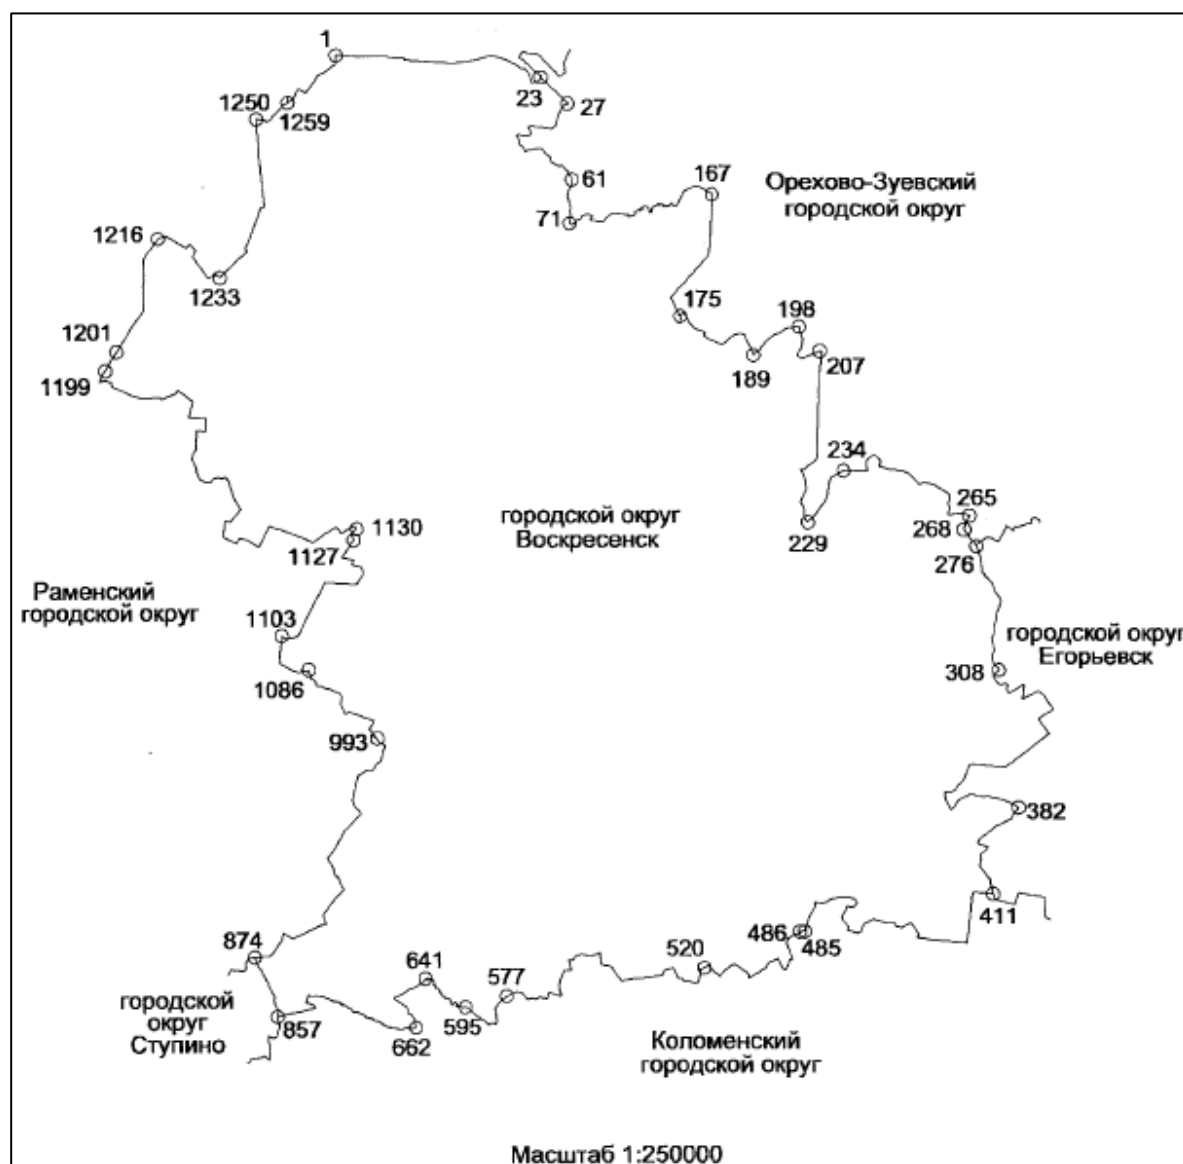 1
23
27
1250
1259
61
167
Орехово-Зуевский
городской округ
71
1216
1233
175
198
1201
189
207
1199
234
265
городской округ
Воскресенск
1130
268
229
1127
276
Раменский
городской округ
1103
городской округ
Егорьевск
308
1086
993
382
411
874
486
485
520
641
577
городской
округ
Ступино
857
595
662
Коломенский
городской округ
Масштаб 1:250000